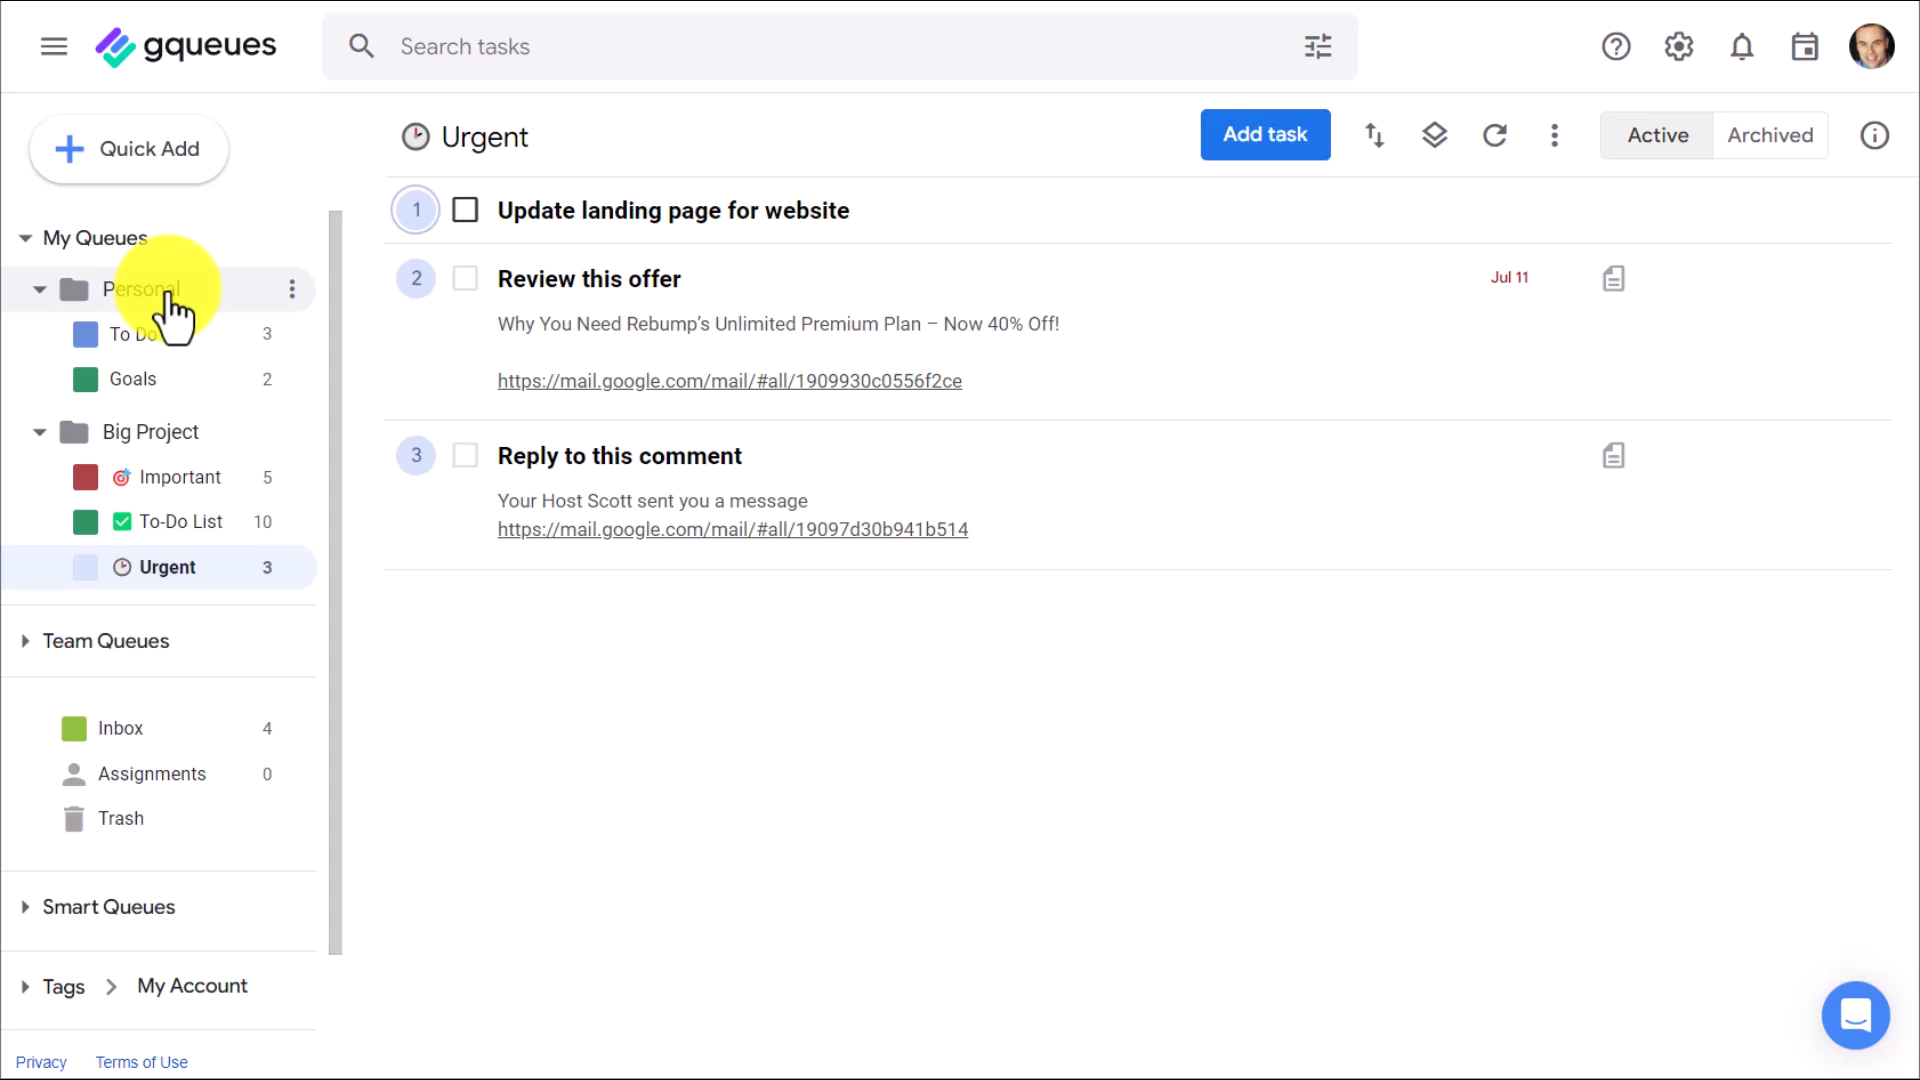 gqueues
Search tasks
Quick Add
Urgent
Add task
Active
Archived
My Queues
Personal
To Do
3
Goals
2
Big Project
Important
5
To-Do List
10
Urgent
3
Team Queues
Inbox
4
Assignments
0
Trash
Smart Queues
Tags
My Account
Privacy
Terms of Use
1
Update landing page for website
2
Review this offer
Jul 11
Why You Need Rebump’s Unlimited Premium Plan – Now 40% Off!
https://mail.google.com/mail/#all/1909930c0556f2ce
3
Reply to this comment
Your Host Scott sent you a message
https://mail.google.com/mail/#all/19097d30b941b514